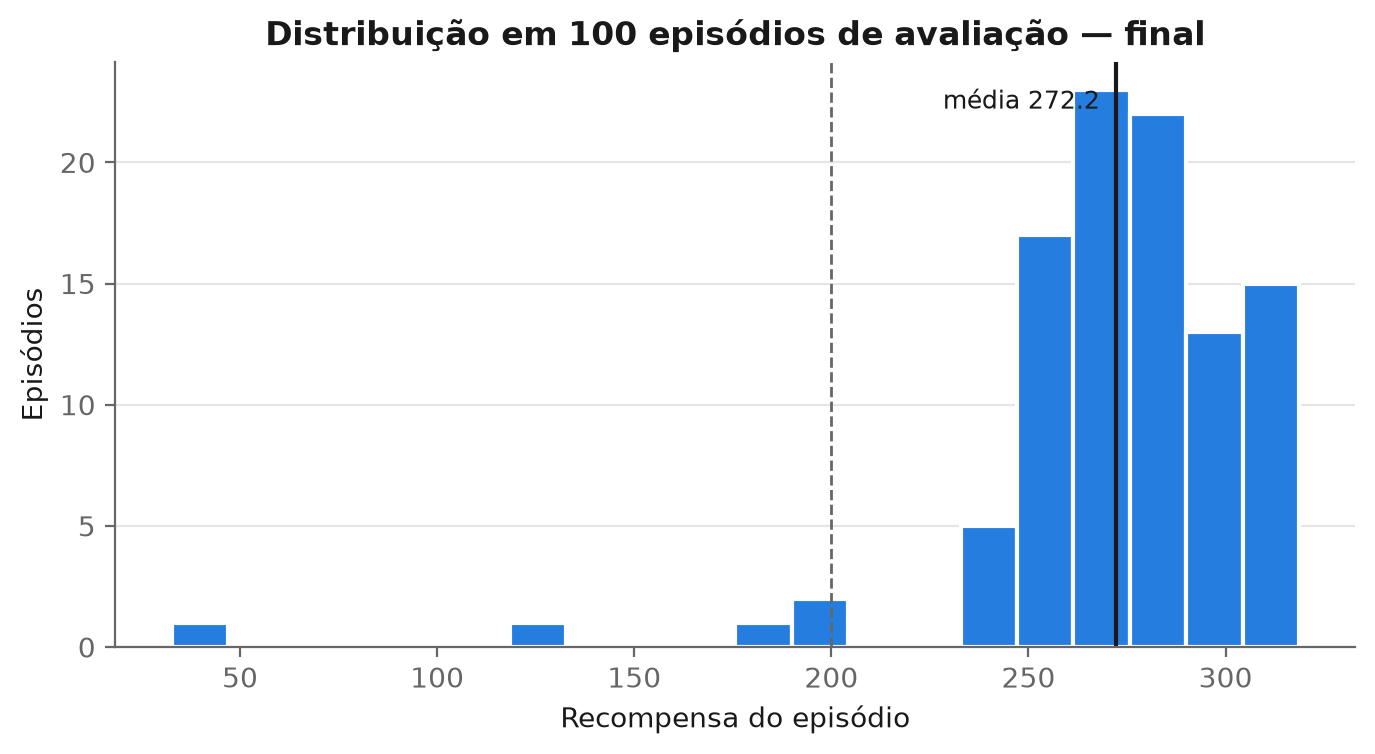 Distribuição em 100 episódios de avaliação — final
média 272.2
Episódios
20
15
10
5
0
50 100 150 200 250 300
Recompensa do episódio